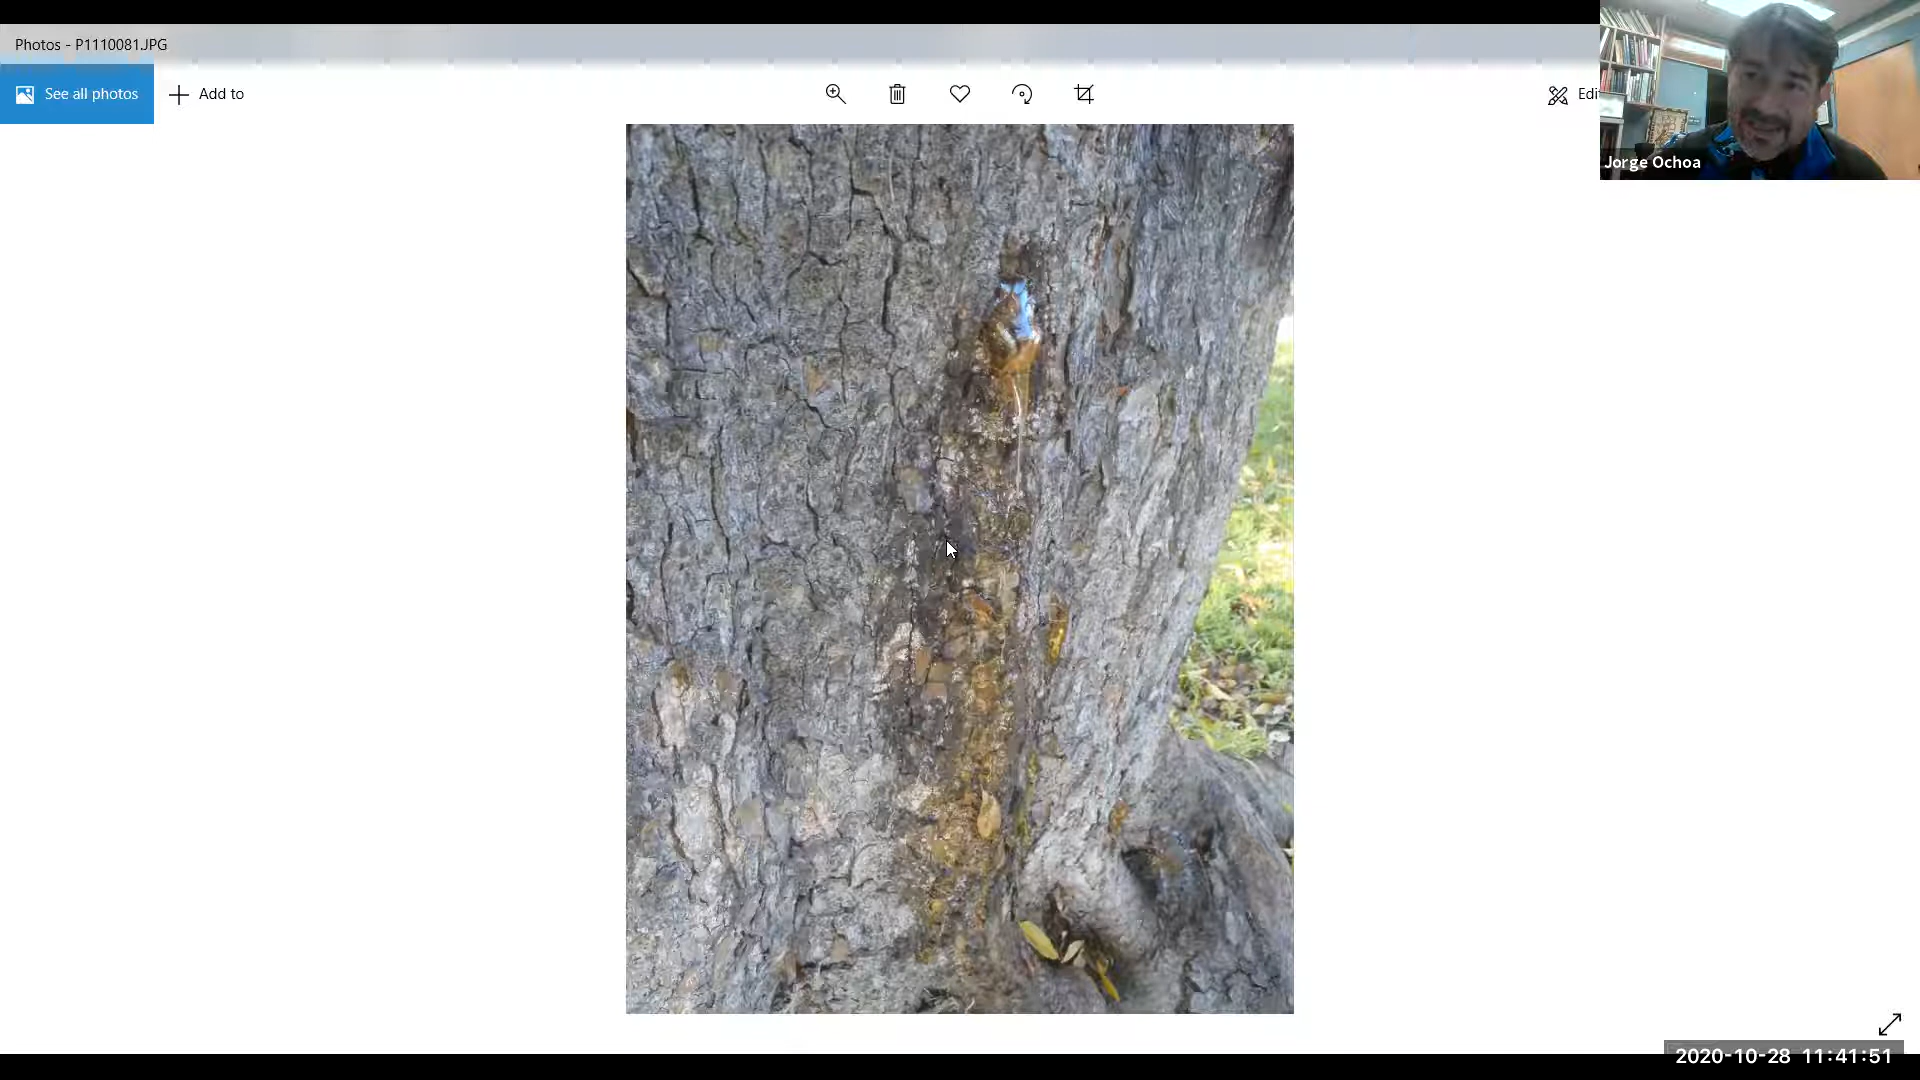 Photos - P1110081.JPG
See all photos
Add to
Edi
Jorge Ochoa
2020-10-28 11:41:51